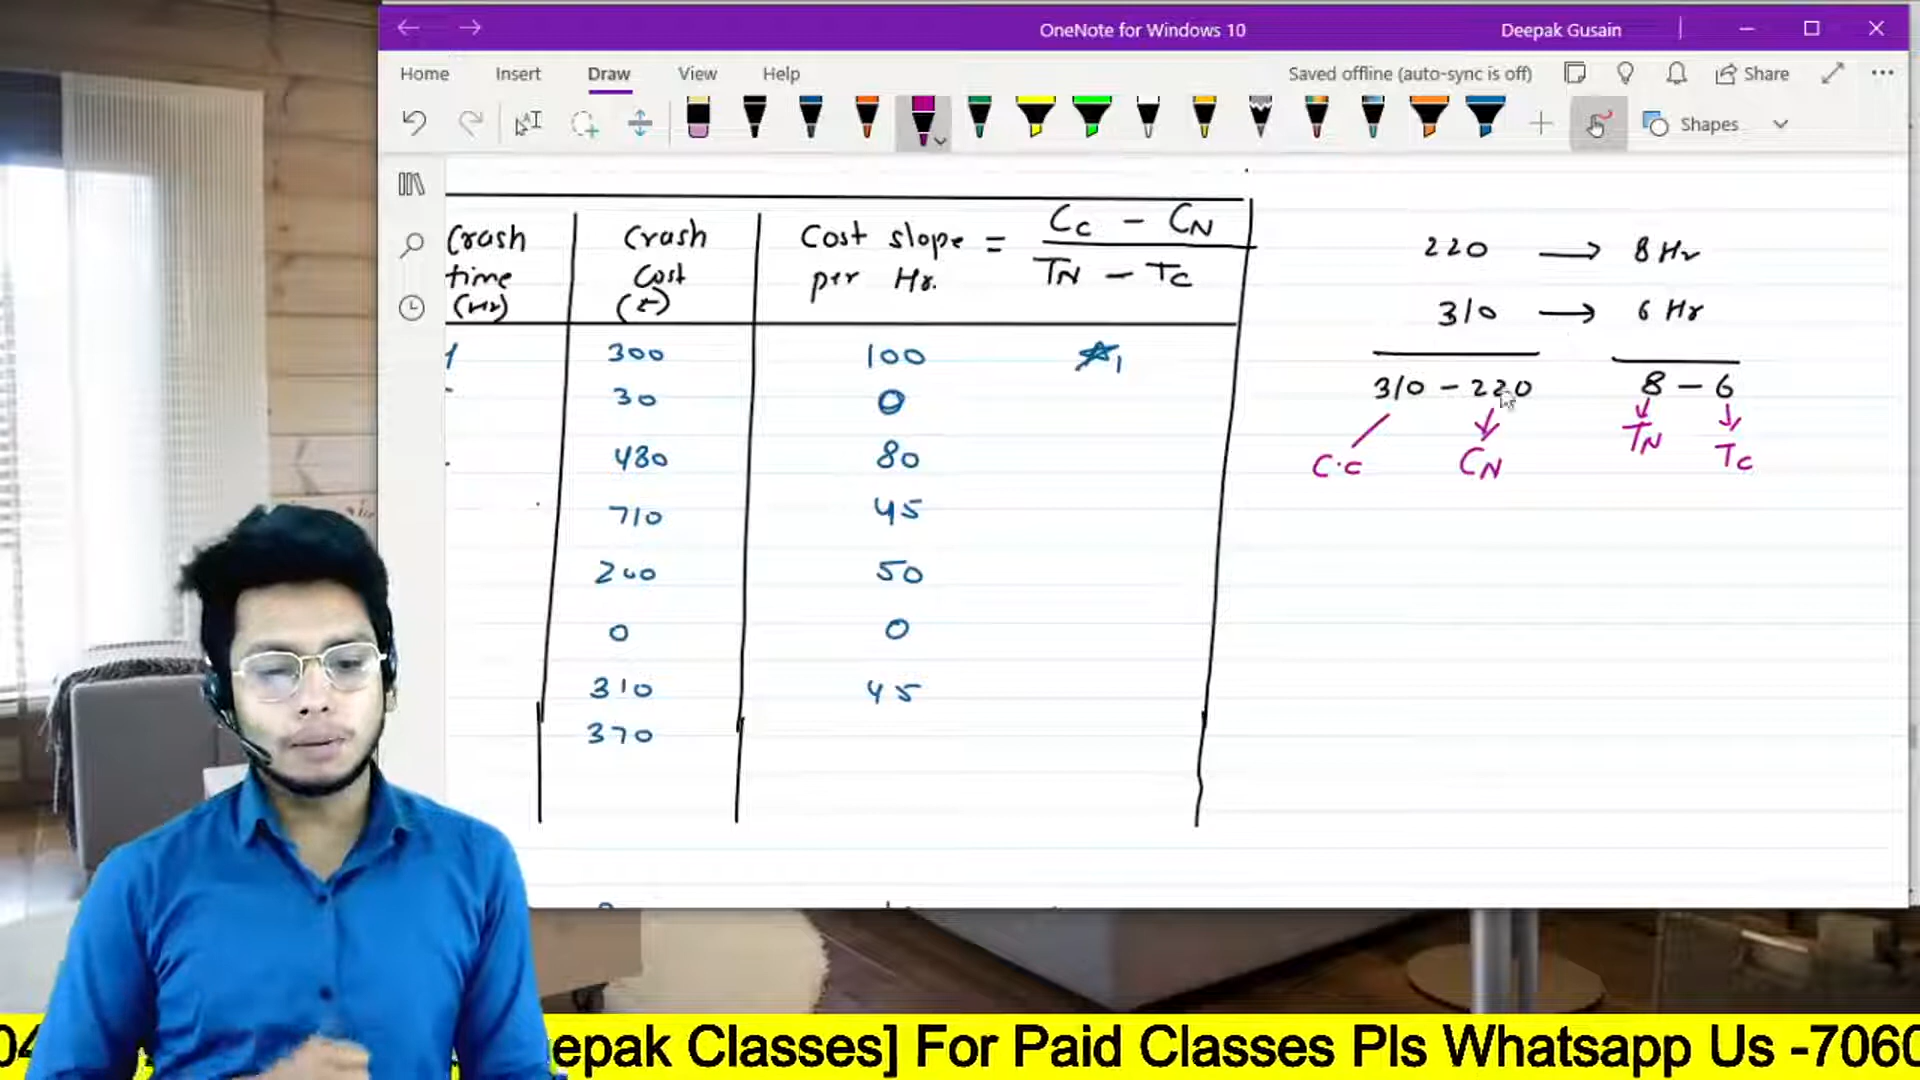 OneNote for Windows 10
Deepak Gusain
Home Insert Draw View Help
Saved offline (auto-sync is off)
Share
Shapes
Crash time (Hr)
Crash Cost (₹)
Cost slope per Hr. = Cc - CN / TN - Tc
1 300 100 1
30 0
480 80
710 45
200 50
0 0
310 45
370
220 → 8 Hr
310 → 6 Hr
310 - 220 8 - 6
C.C CN TN Tc
epak Classes] For Paid Classes Pls Whatsapp Us -7060